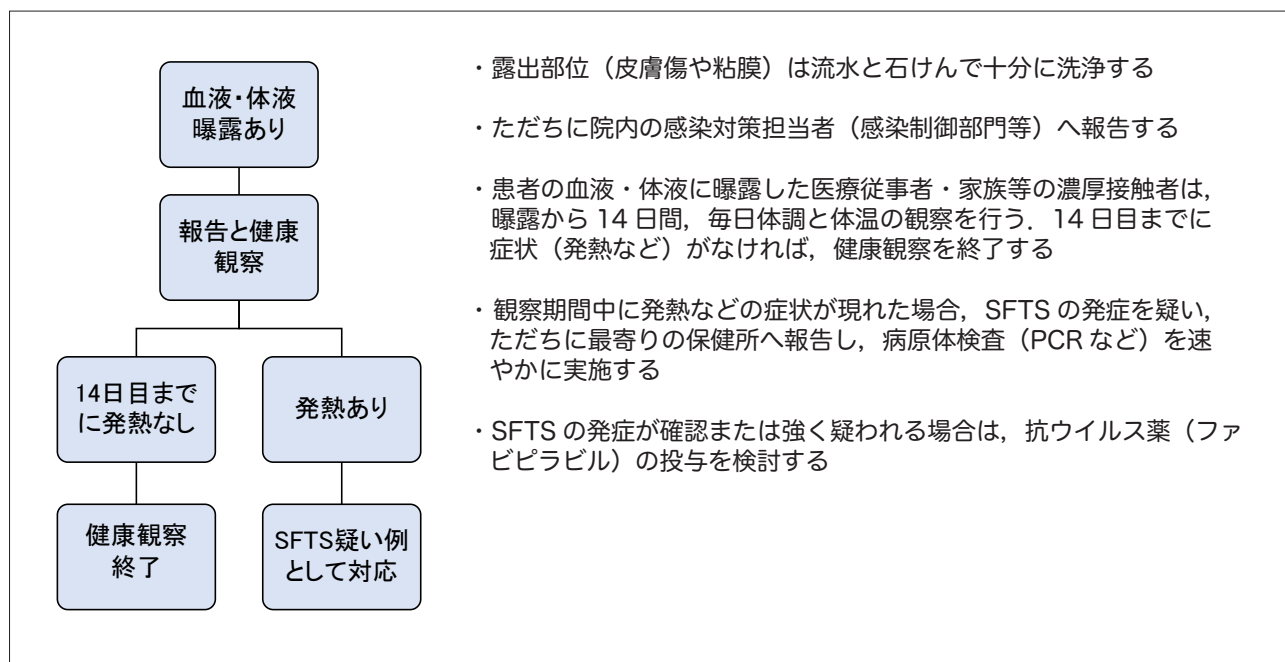 血液・体液
曝露あり
報告と健康
観察
14日目まで
に発熱なし
発熱あり
健康観察
終了
SFTS疑い例
として対応
・露出部位（皮膚傷や粘膜）は流水と石けんで十分に洗浄する
・ただちに院内の感染対策担当者（感染制御部門等）へ報告する
・患者の血液・体液に曝露した医療従事者・家族等の濃厚接触者は，
曝露から 14 日間，毎日体調と体温の観察を行う．14 日目までに
症状（発熱など）がなければ，健康観察を終了する
・観察期間中に発熱などの症状が現れた場合，SFTS の発症を疑い，
ただちに最寄りの保健所へ報告し，病原体検査（PCR など）を速
やかに実施する
・SFTS の発症が確認または強く疑われる場合は，抗ウイルス薬（ファ
ビピラビル）の投与を検討する